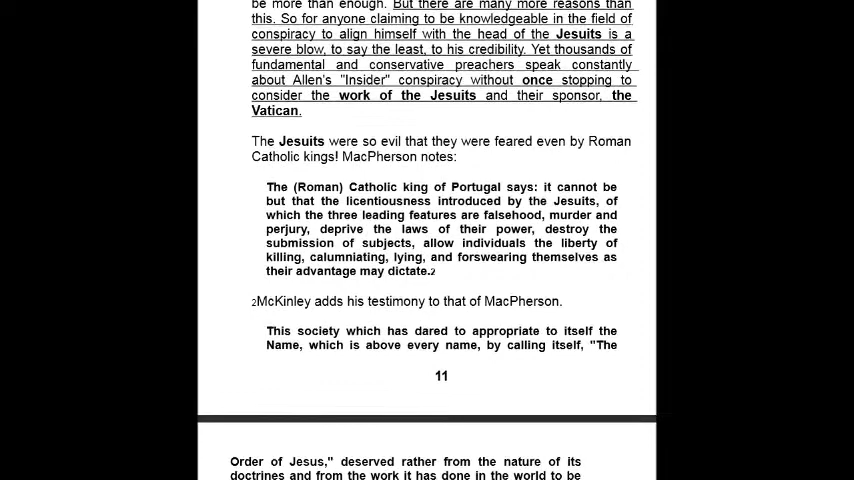 be more than enough. But there are many more reasons than
this. So for anyone claiming to be knowledgeable in the field of
conspiracy to align himself with the head of the Jesuits is a
severe blow, to say the least, to his credibility. Yet thousands of
fundamental and conservative preachers speak constantly
about Allen's "Insider" conspiracy without once stopping to
consider the work of the Jesuits and their sponsor, the
Vatican.
The Jesuits were so evil that they were feared even by Roman
Catholic kings! MacPherson notes:
The (Roman) Catholic king of Portugal says: it cannot be
but that the licentiousness introduced by the Jesuits, of
which the three leading features are falsehood, murder and
perjury, deprive the laws of their power, destroy the
submission of subjects, allow individuals the liberty of
killing, calumniating, lying, and forswearing themselves as
their advantage may dictate.2
2McKinley adds his testimony to that of MacPherson.
This society which has dared to appropriate to itself the
Name, which is above every name, by calling itself, "The
11
Order of Jesus," deserved rather from the nature of its
doctrines and from the work it has done in the world to be